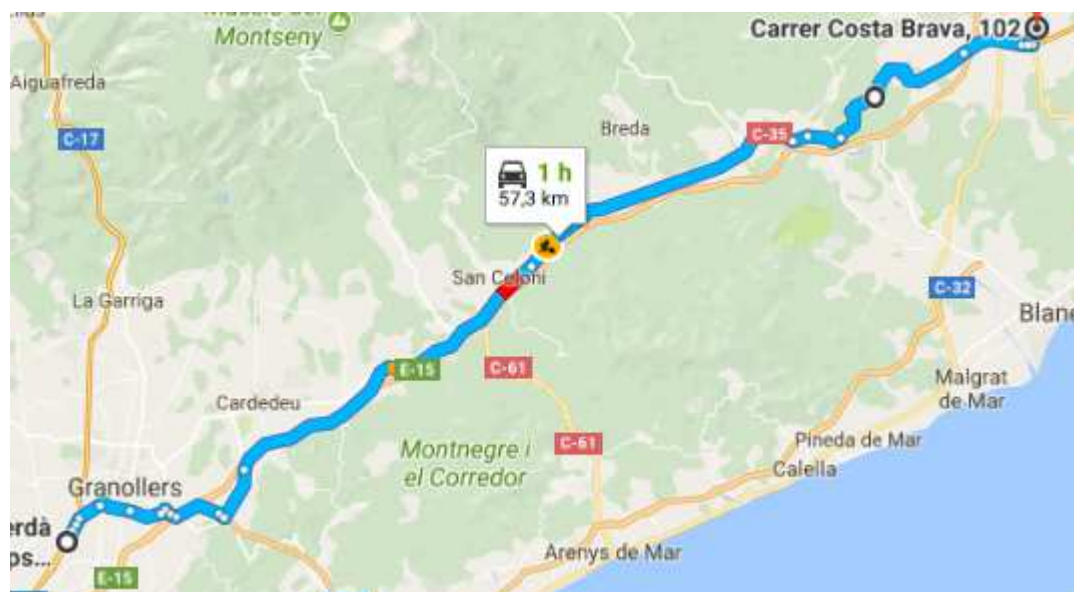 Montseny
Carrer Costa Brava, 102
Aiguafreda
C-17
Breda
C-35
1 h
57,3 km
San Celoni
La Garriga
C-32
Blane
E-15
C-61
Malgrat
de Mar
Cardedeu
C-61
Montnegre i
el Corredor
Pineda de Mar
Calella
Granollers
erdà
os...
Arenys de Mar
E-15